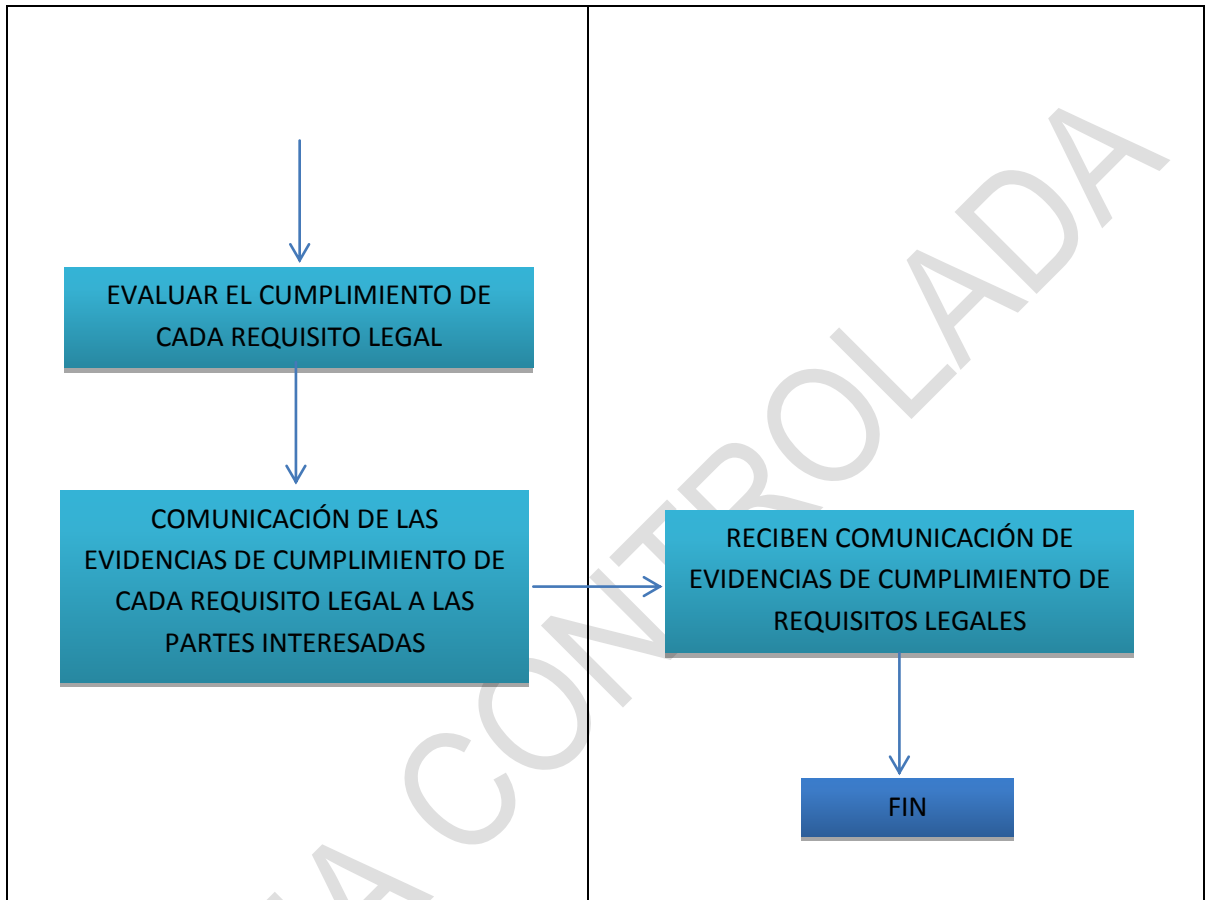 EVALUAR EL CUMPLIMIENTO DE
CADA REQUISITO LEGAL
COMUNICACIÓN DE LAS
EVIDENCIAS DE CUMPLIMIENTO DE
CADA REQUISITO LEGAL A LAS
PARTES INTERESADAS
RECIBEN COMUNICACIÓN DE
EVIDENCIAS DE CUMPLIMIENTO DE
REQUISITOS LEGALES
FIN
CONTROLADA